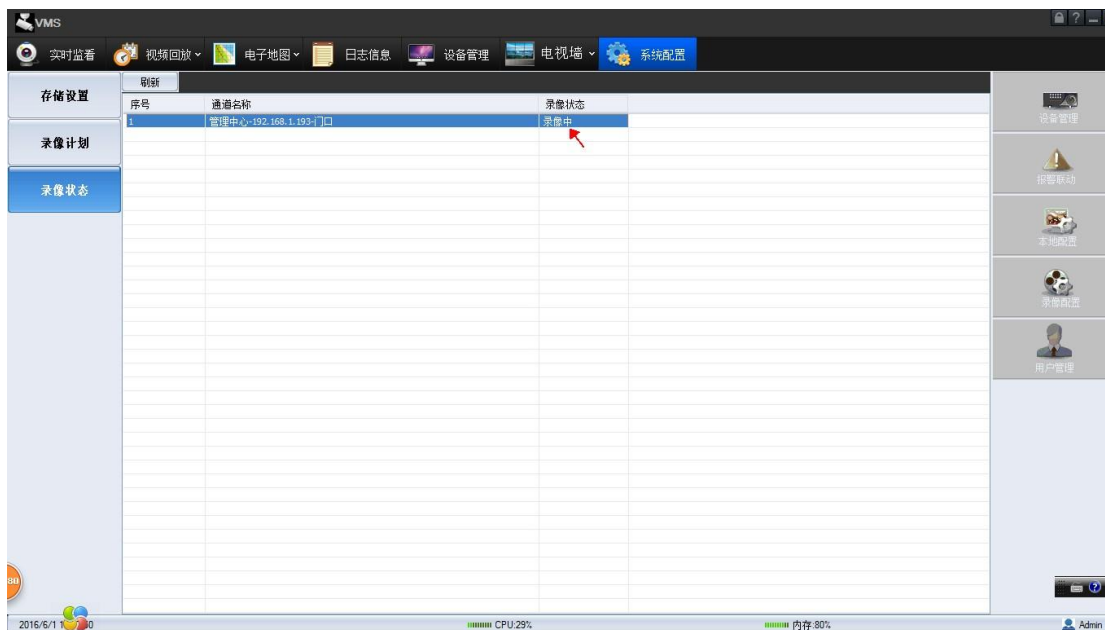 VMS
实时监看 视频回放 电子地图 日志信息 设备管理 电视墙 系统配置
存储设置
录像计划
录像状态
刷新
序号 通道名称 录像状态
1 管理中心-192.168.1.193-门口 录像中
设备管理
报警联动
本地配置
录像配置
用户管理
80
2016/6/1 CPU:29% 内存:80% Admin